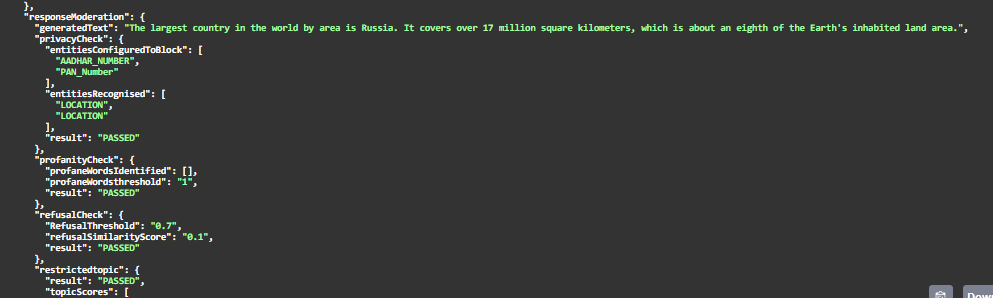 },
"responseModeration": {
"generatedText": "The largest country in the world by area is Russia. It covers over 17 million square kilometers, which is about an eighth of the Earth's inhabited land area.",
"privacyCheck": {
"entitiesConfiguredToBlock": [
"AADHAR_NUMBER",
"PAN_Number"
],
"entitiesRecognised": [
"LOCATION",
"LOCATION"
],
"result": "PASSED"
},
"profanityCheck": {
"profaneWordsIdentified": [],
"profaneWordsthreshold": "1",
"result": "PASSED"
},
"refusalCheck": {
"RefusalThreshold": "0.7",
"refusalSimilarityScore": "0.1",
"result": "PASSED"
},
"restrictedtopic": {
"result": "PASSED",
"topicScores": [